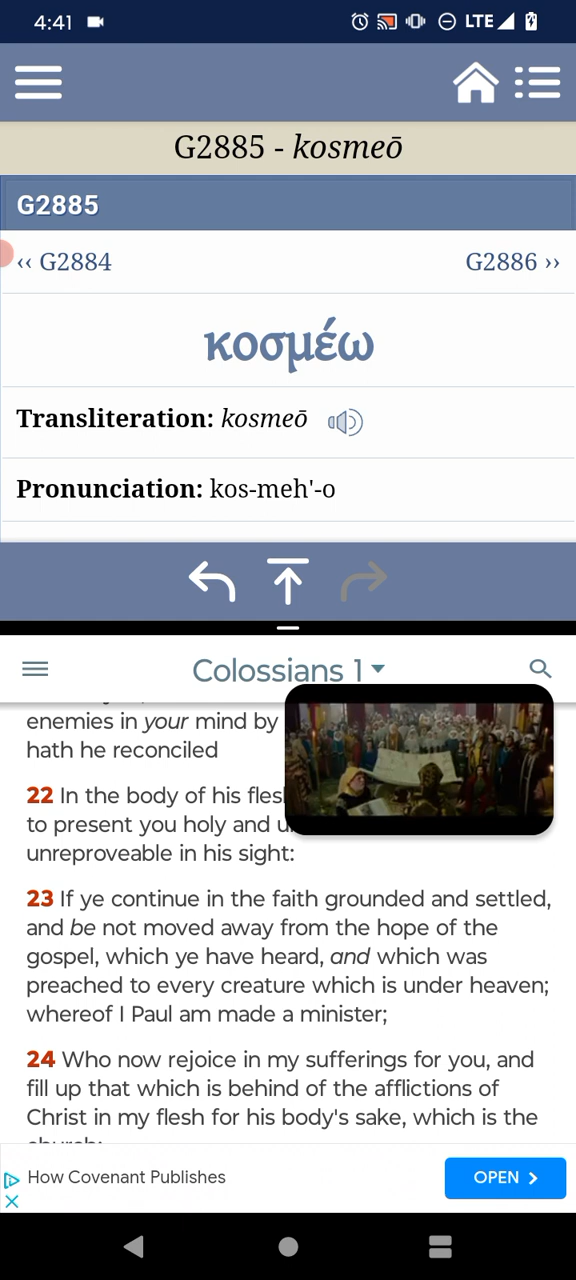 4:41 LTE
G2885 - kosmeō
G2885
‹‹ G2884 G2886 ››
κοσμέω
Transliteration: kosmeō
Pronunciation: kos-meh'-o
Colossians 1
enemies in your mind by
hath he reconciled
22 In the body of his flesh
to present you holy and
unreproveable in his sight:
23 If ye continue in the faith grounded and settled,
and be not moved away from the hope of the
gospel, which ye have heard, and which was
preached to every creature which is under heaven;
whereof I Paul am made a minister;
24 Who now rejoice in my sufferings for you, and
fill up that which is behind of the afflictions of
Christ in my flesh for his body's sake, which is the
church:
How Covenant Publishes
OPEN